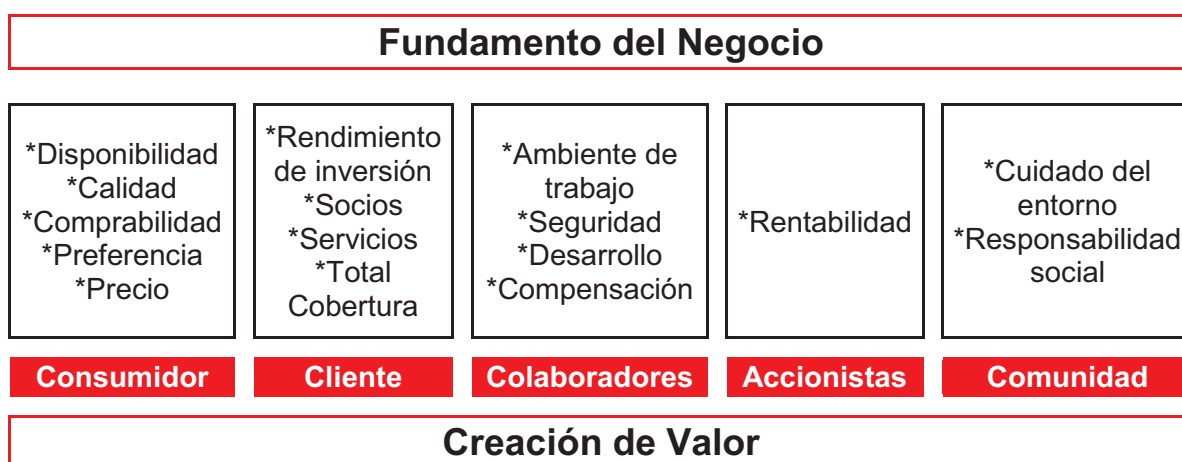 Fundamento del Negocio
*Disponibilidad
*Calidad
*Comprabilidad
*Preferencia
*Precio
*Rendimiento
de inversión
*Socios
*Servicios
*Total
Cobertura
*Ambiente de
trabajo
*Seguridad
*Desarrollo
*Compensación
*Rentabilidad
*Cuidado del
entorno
*Responsabilidad
social
Consumidor
Cliente
Colaboradores
Accionistas
Comunidad
Creación de Valor